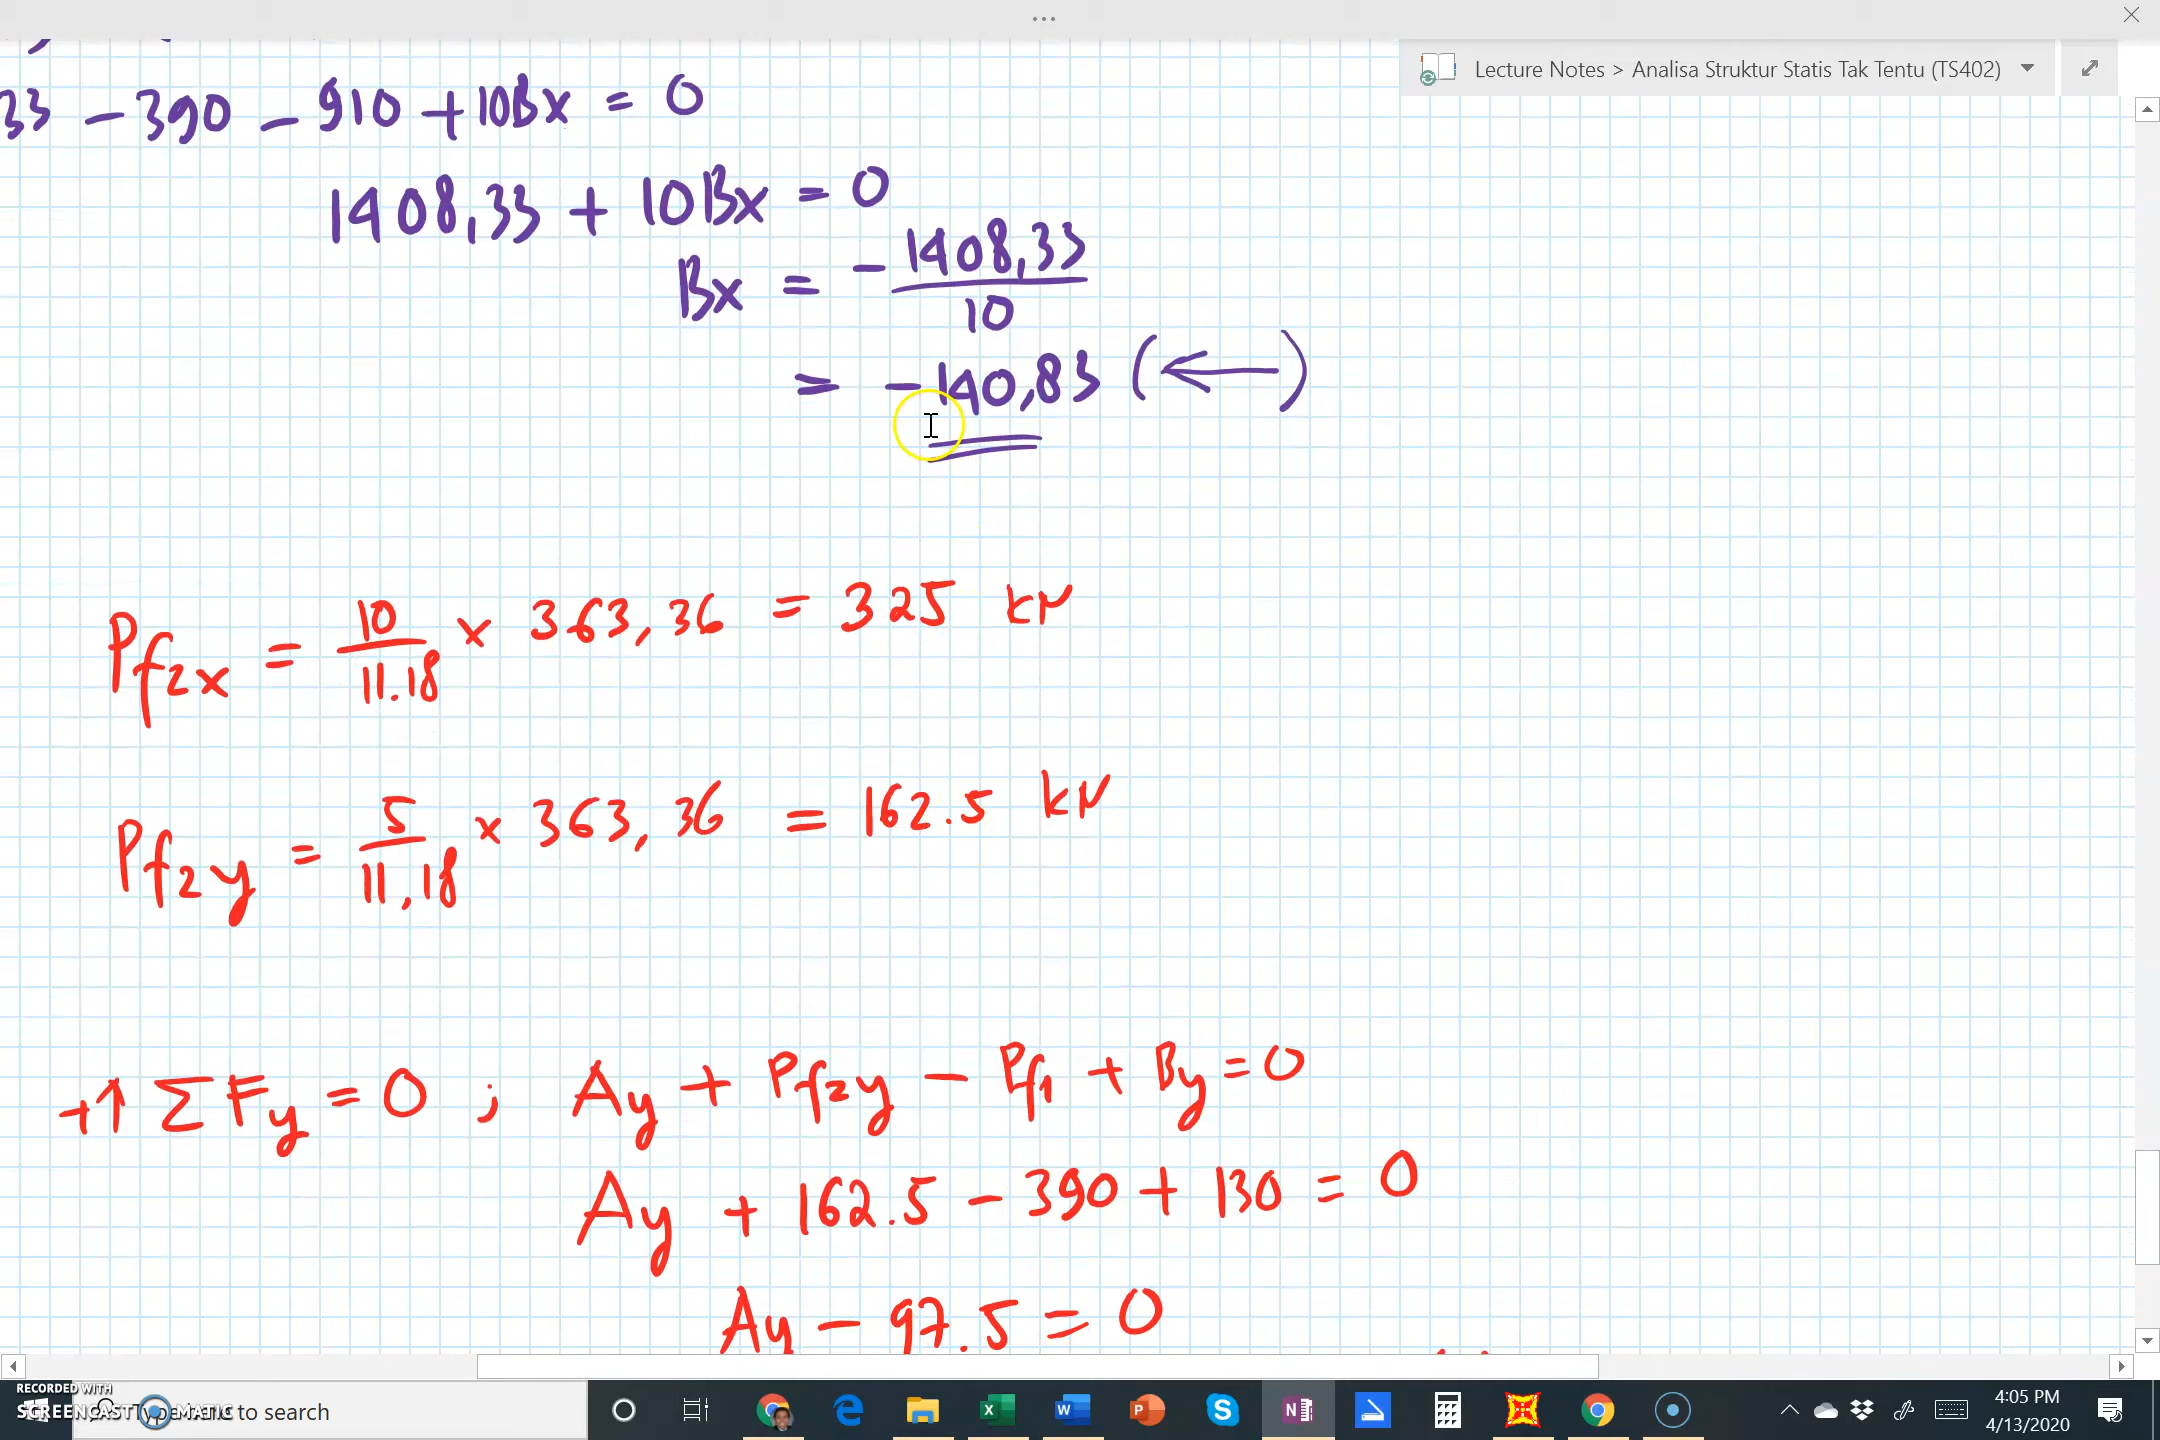 Lecture Notes > Analisa Struktur Statis Tak Tentu (TS402)
33 − 390 − 910 + 10Bx = 0
1408,33 + 10Bx = 0
Bx = − 1408,33 / 10
= −140,83 (←)
Pf2x = 10 / 11.18 × 363,36 = 325 kN
Pf2y = 5 / 11,18 × 363,36 = 162.5 kN
+↑ ΣFy = 0 ; Ay + Pf2y − Pf1 + By = 0
Ay + 162.5 − 390 + 130 = 0
Ay − 97.5 = 0
RECORDED WITH
SCREENCAST MATIC
to search
4:05 PM
4/13/2020